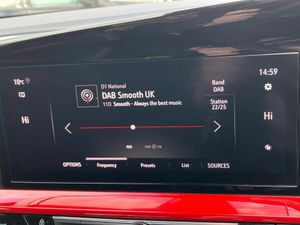 14:59
10°C
D1 National
DAB Smooth UK
11D Smooth - Always the best music
Band
DAB
Station
22/25
Hi
Hi
OPTIONS
Frequency
Presets
List
SOURCES